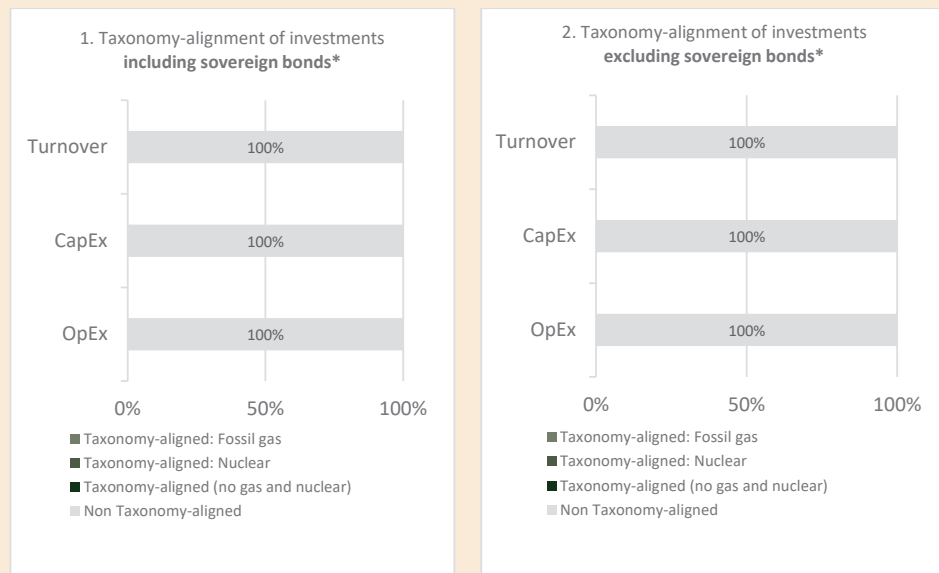 1. Taxonomy-alignment of investments
including sovereign bonds*
Turnover
100%
CapEx
100%
OpEx
100%
0%
50%
100%
Taxonomy-aligned: Fossil gas
Taxonomy-aligned: Nuclear
Taxonomy-aligned (no gas and nuclear)
Non Taxonomy-aligned
2. Taxonomy-alignment of investments
excluding sovereign bonds*
Turnover
100%
CapEx
100%
OpEx
100%
0%
50%
100%
Taxonomy-aligned: Fossil gas
Taxonomy-aligned: Nuclear
Taxonomy-aligned (no gas and nuclear)
Non Taxonomy-aligned